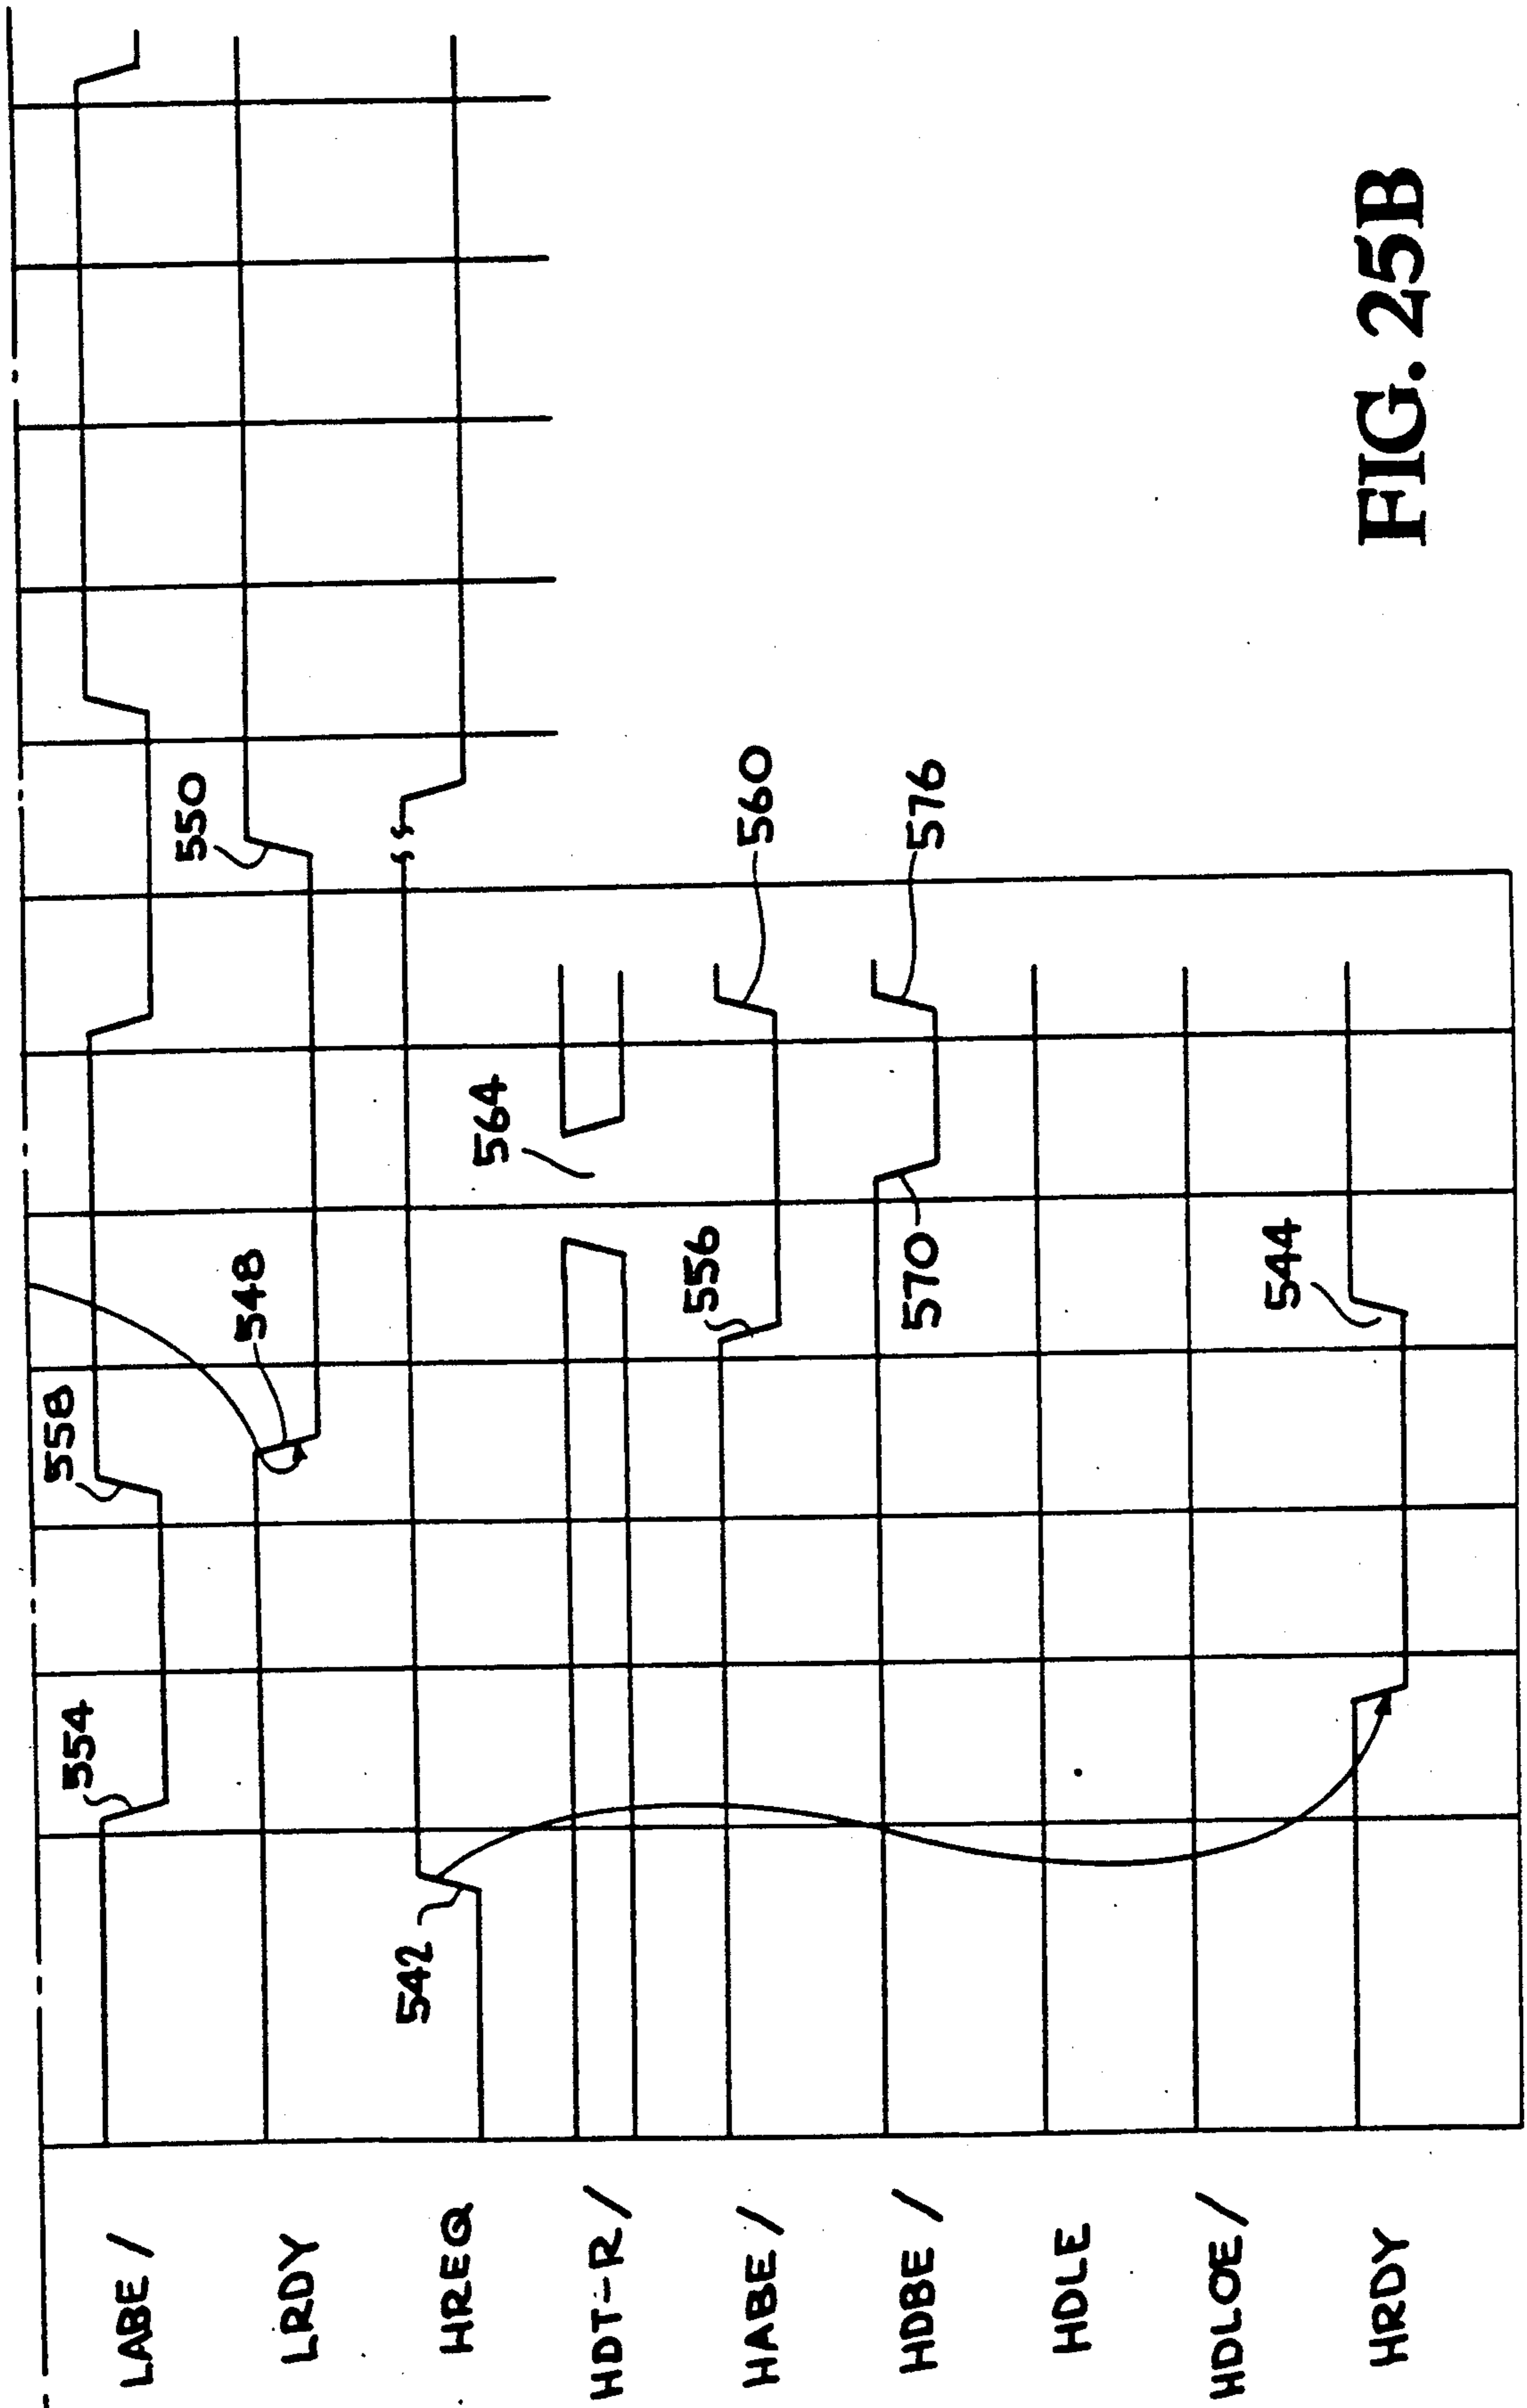 LABE /
554
558
LRDY
548
550
HREQ
542
HDT-R /
564
HABE /
556
560
HDBE /
570
576
HDLE
HDLOE /
HRDY
544
FIG. 25B